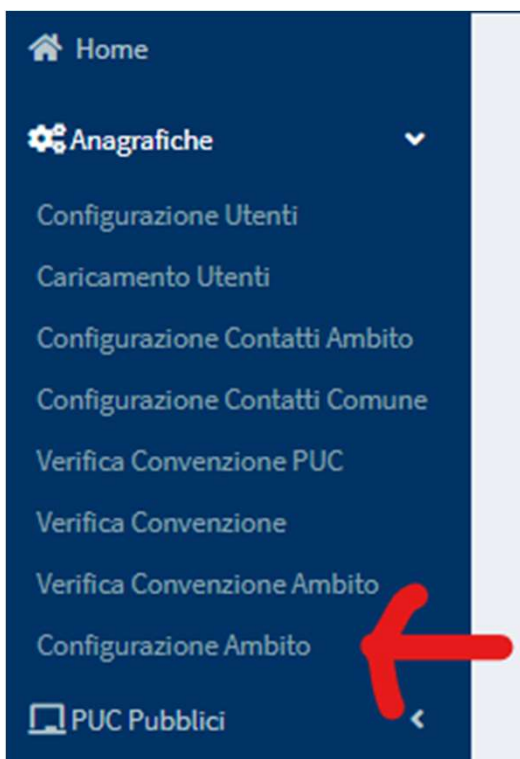 Home
Anagrafiche
Configurazione Utenti
Caricamento Utenti
Configurazione Contatti Ambito
Configurazione Contatti Comune
Verifica Convenzione PUC
Verifica Convenzione
Verifica Convenzione Ambito
Configurazione Ambito
PUC Pubblici